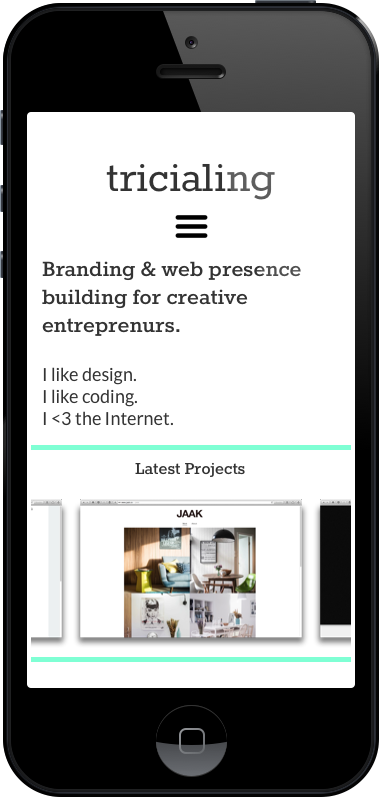 tricialing
Branding & web presence
building for creative
entreprenurs.
I like design.
I like coding.
I <3 the Internet.
Latest Projects
JAAK